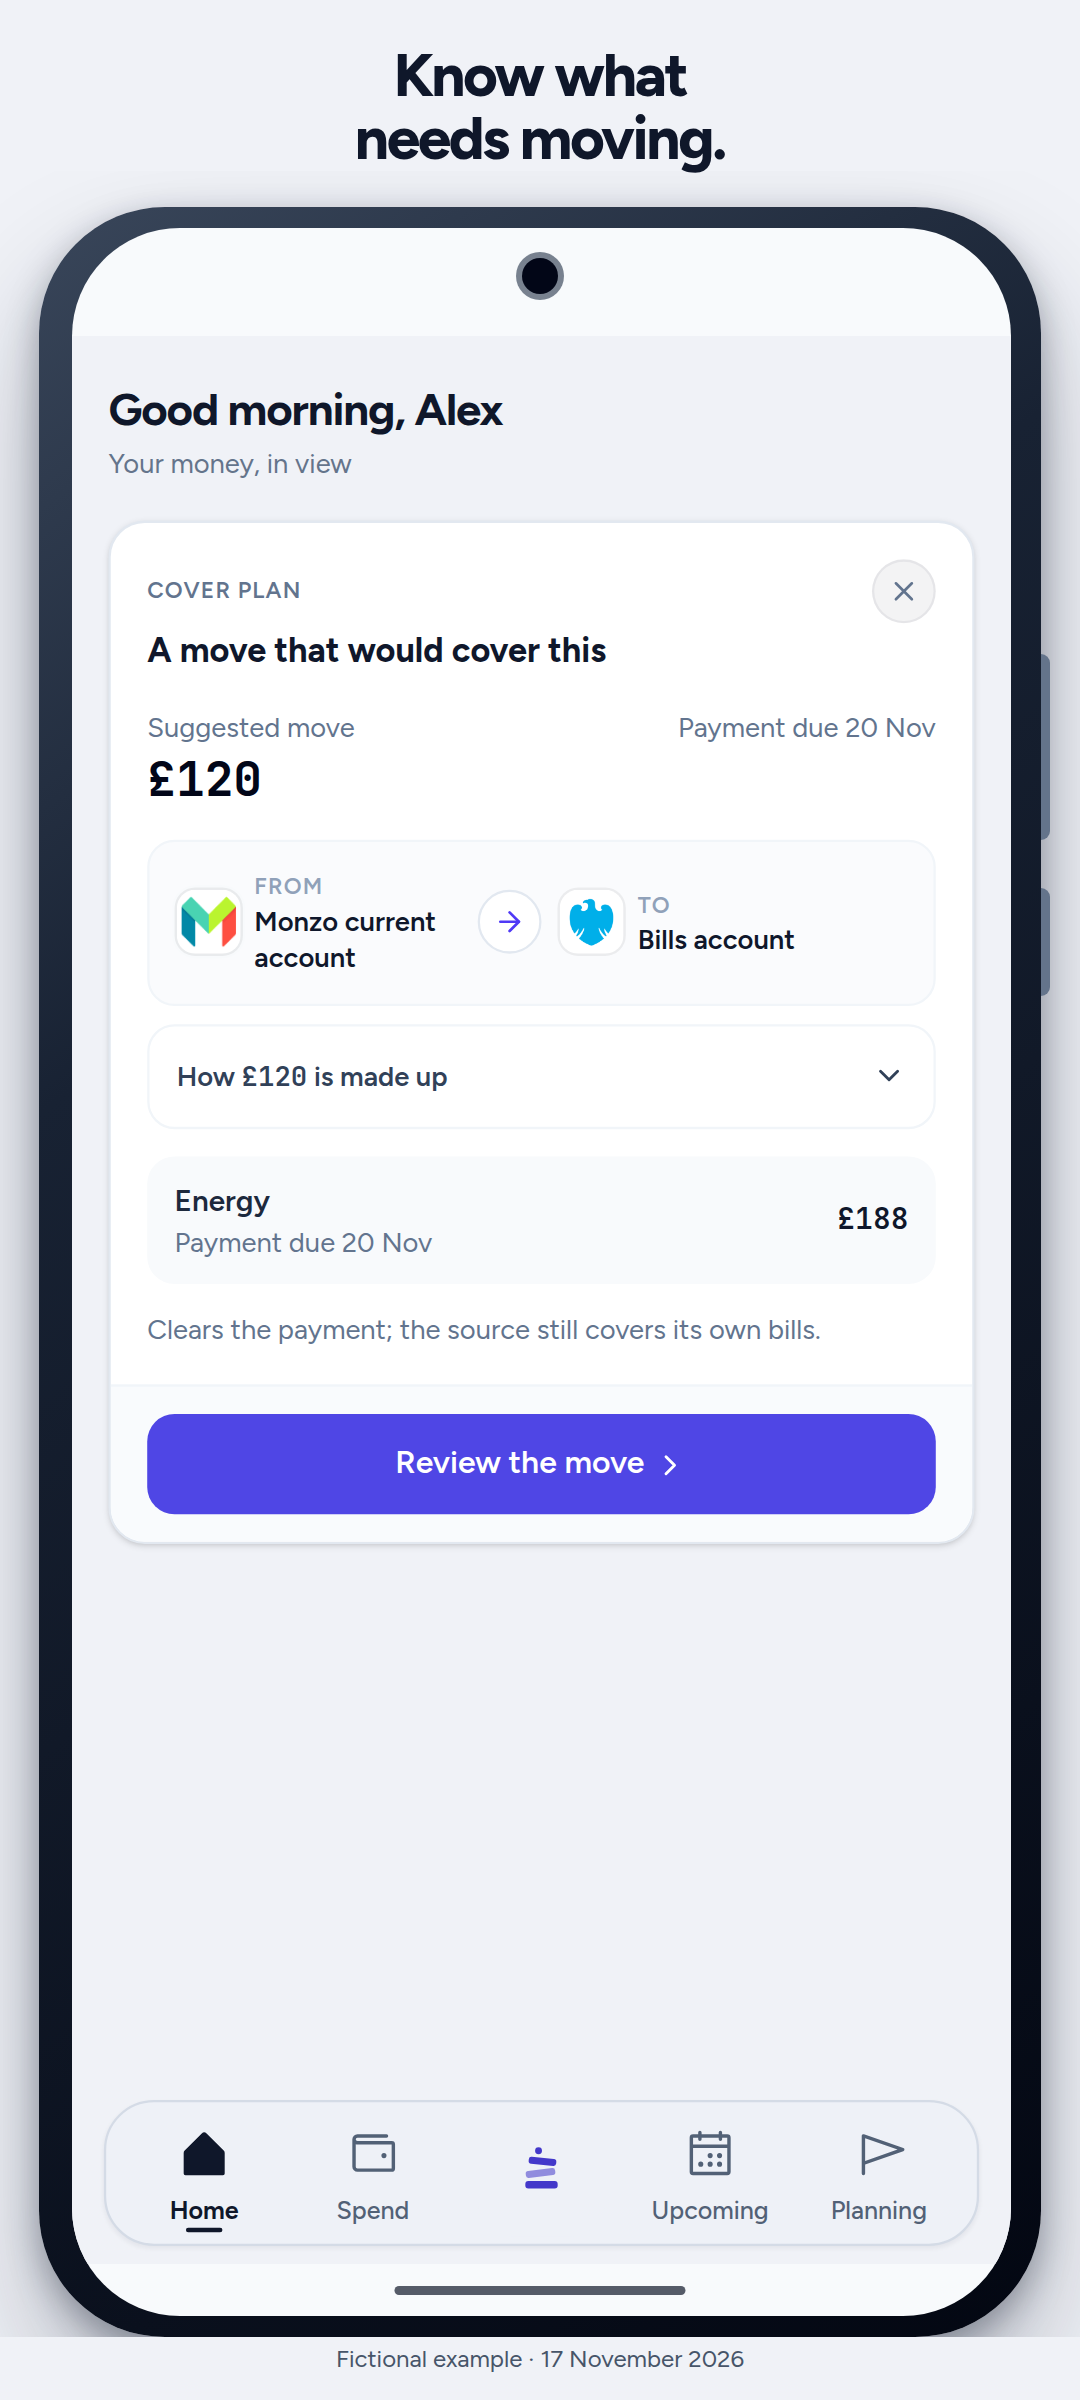 Know what
needs moving.
Good morning, Alex
Your money, in view
COVER PLAN
A move that would cover this
Suggested move
Payment due 20 Nov
£120
FROM
Monzo current
account
TO
Bills account
How £120 is made up
Energy
Payment due 20 Nov
£188
Clears the payment; the source still covers its own bills.
Review the move
Home
Spend
Upcoming
Planning
Fictional example · 17 November 2026